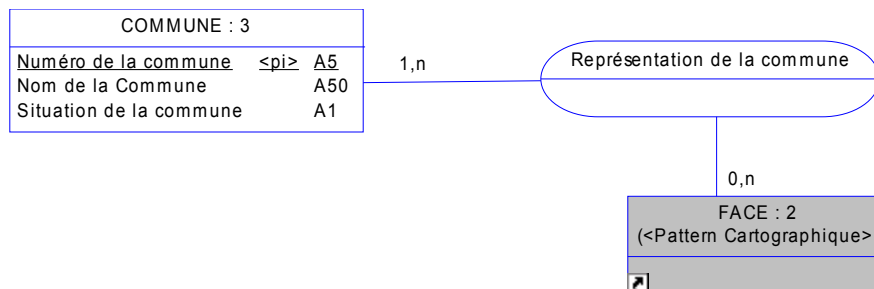 COMMUNE : 3
Numéro de la commune <pi> A5
Nom de la Commune A50
Situation de la commune A1
1,n
Représentation de la commune
0,n
FACE : 2
(<Pattern Cartographique>